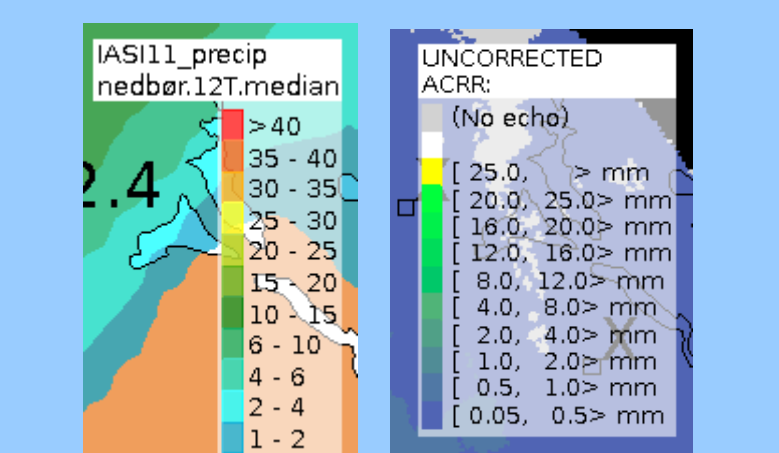 IASI11_precip
nedbør.12T.median
>40
35 - 40
30 - 35
25 - 30
20 - 25
15 - 20
10 - 15
6 - 10
4 - 6
2 - 4
1 - 2
2.4
UNCORRECTED
ACRR:
(No echo)
[ 25.0, > mm
[ 20.0, 25.0> mm
[ 16.0, 20.0> mm
[ 12.0, 16.0> mm
[ 8.0, 12.0> mm
[ 4.0, 8.0> mm
[ 2.0, 4.0> mm
[ 1.0, 2.0> mm
[ 0.5, 1.0> mm
[ 0.05, 0.5> mm
X